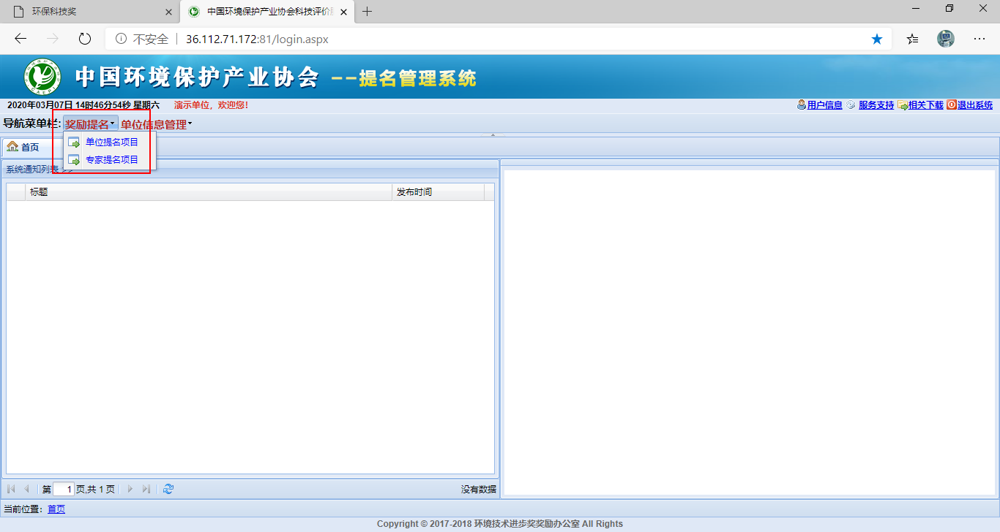 环保科技奖
中国环境保护产业协会科技评价
不安全
36.112.71.172:81/login.aspx
中国环境保护产业协会 --提名管理系统
2020年03月07日 14时46分54秒 星期六 演示单位，欢迎您!
用户信息 服务支持 相关下载 退出系统
导航菜单栏: 奖励提名 单位信息管理
单位提名项目
首页
专家提名项目
系统通知列表 >>
标题 发布时间
第 1 页,共 1 页
没有数据
当前位置: 首页
Copyright © 2017-2018 环境技术进步奖奖励办公室 All Rights